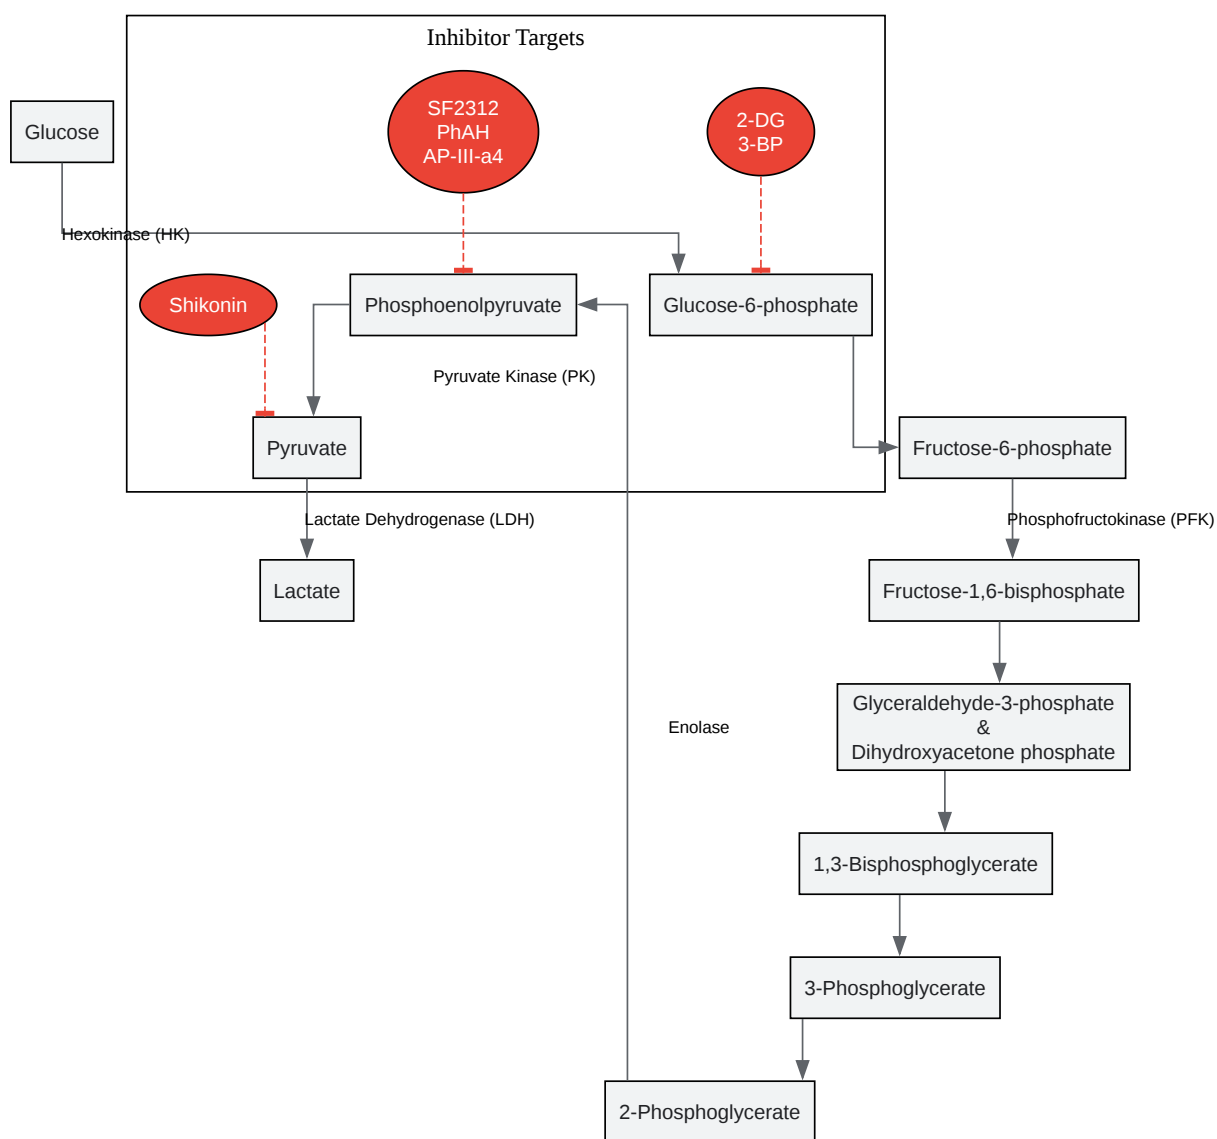 Inhibitor Targets
SF2312
PhAH
AP-III-a4
2-DG
3-BP
Glucose
Hexokinase (HK)
Shikonin
Phosphoenolpyruvate
Glucose-6-phosphate
Pyruvate Kinase (PK)
Pyruvate
Fructose-6-phosphate
Lactate Dehydrogenase (LDH)
Phosphofructokinase (PFK)
Lactate
Fructose-1,6-bisphosphate
Glyceraldehyde-3-phosphate
&
Dihydroxyacetone phosphate
Enolase
1,3-Bisphosphoglycerate
3-Phosphoglycerate
2-Phosphoglycerate